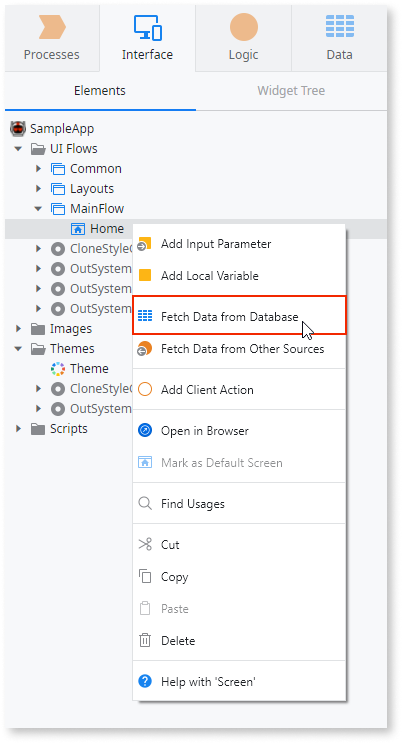 Processes
Interface
Logic
Data
Elements
Widget Tree
SampleApp
UI Flows
Common
Layouts
MainFlow
Home
CloneStyleG
OutSystem
OutSystem
OutSystem
Images
Themes
Theme
CloneStyleG
OutSystem
Scripts
Add Input Parameter
Add Local Variable
Fetch Data from Database
Fetch Data from Other Sources
Add Client Action
Open in Browser
Mark as Default Screen
Find Usages
Cut
Copy
Paste
Delete
Help with 'Screen'